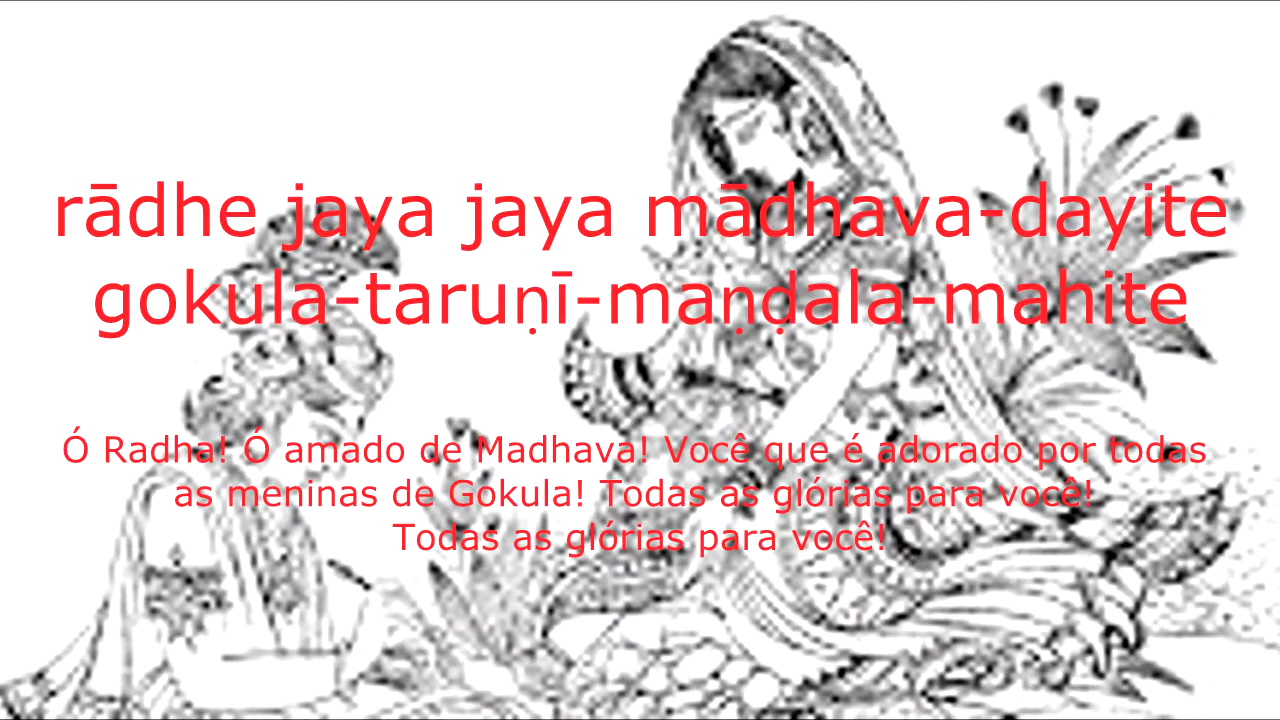 rādhe jaya jaya mādhava-dayite
gokula-taruṇī-maṇḍala-mahite
Ó Radha! Ó amado de Madhava! Você que é adorado por todas
as meninas de Gokula! Todas as glórias para você!
Todas as glórias para você!